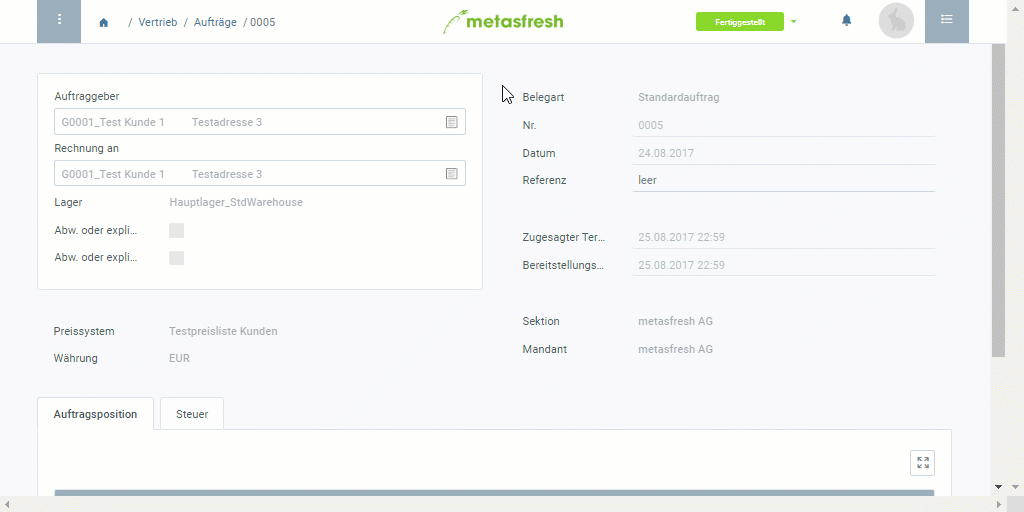 / Vertrieb / Aufträge / 0005
metasfresh
Fertiggestellt
Auftraggeber
G0001_Test Kunde 1 Testadresse 3
Rechnung an
G0001_Test Kunde 1 Testadresse 3
Lager Hauptlager_StdWarehouse
Abw. oder expli...
Abw. oder expli...
Belegart Standardauftrag
Nr. 0005
Datum 24.08.2017
Referenz leer
Zugesagter Ter... 25.08.2017 22:59
Bereitstellungs... 25.08.2017 22:59
Preissystem Testpreisliste Kunden
Währung EUR
Sektion metasfresh AG
Mandant metasfresh AG
Auftragsposition Steuer